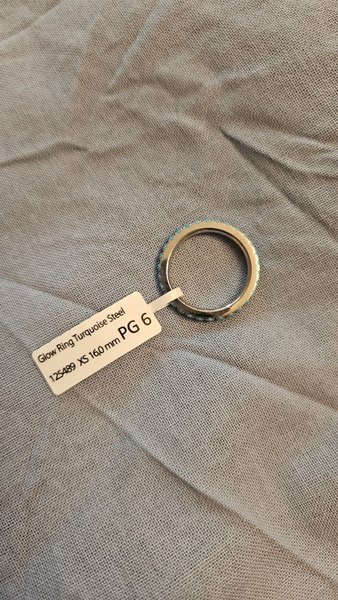 Glow Ring Turquoise Steel
125489 XS 16,0 mm PG 6